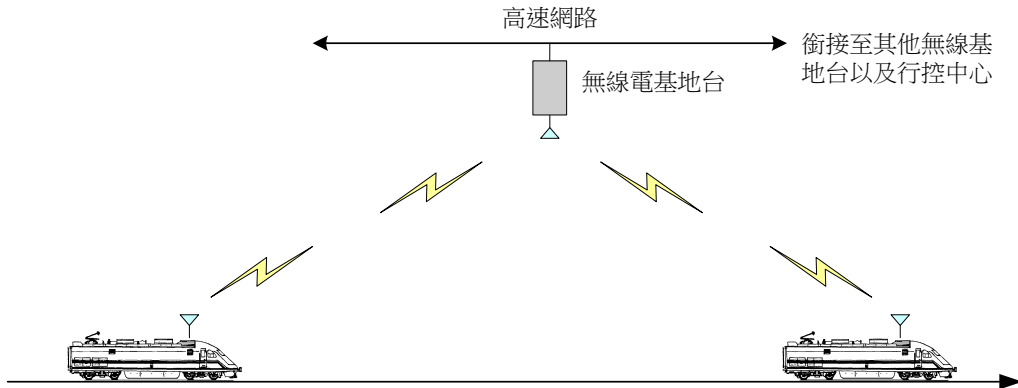 高速網路
銜接至其他無線基
地台以及行控中心
無線電基地台